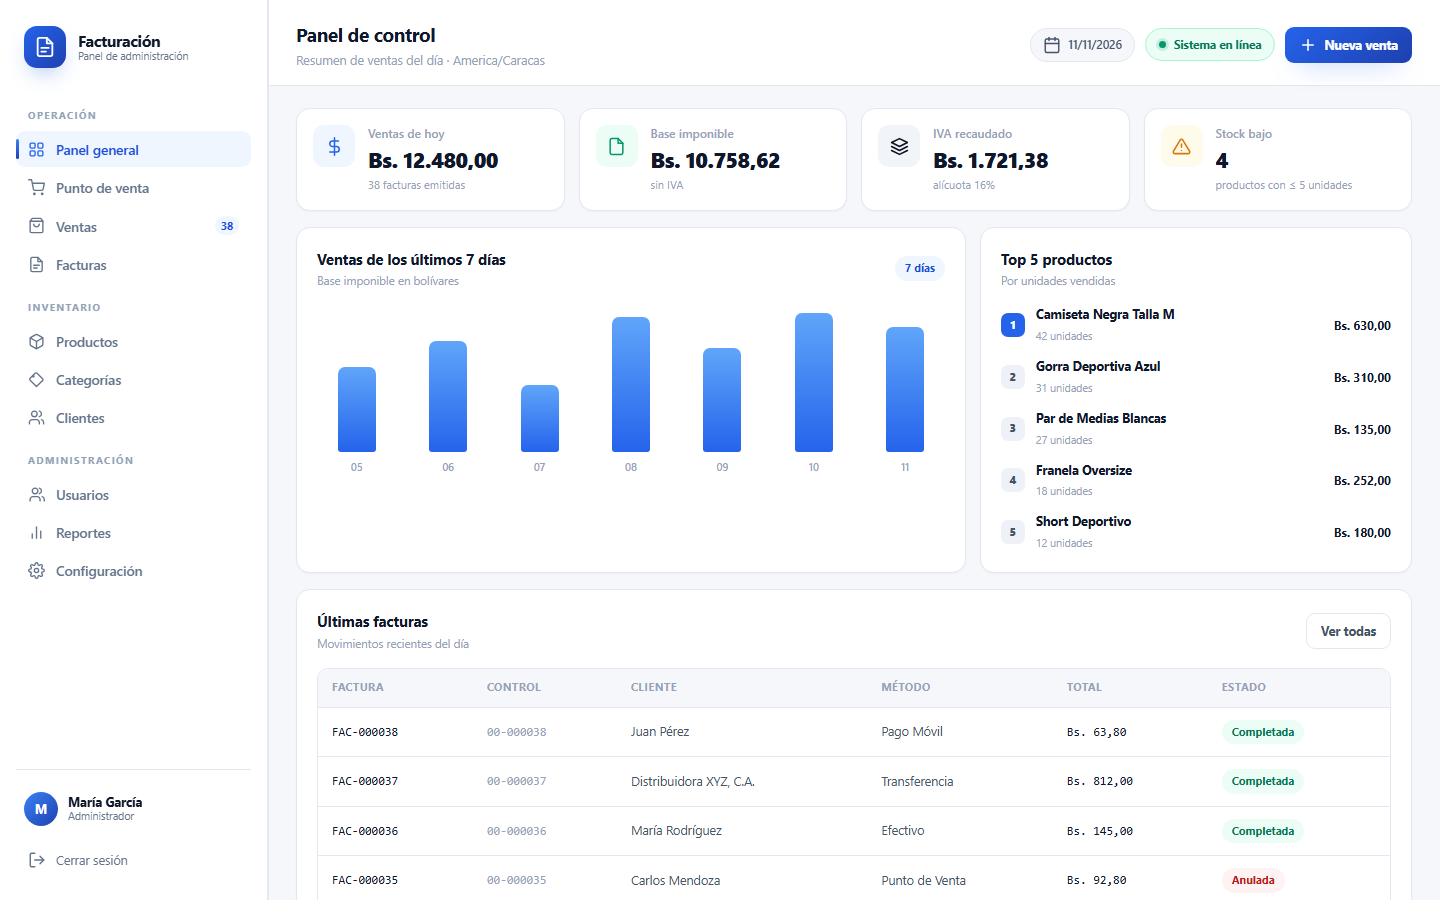 Facturación
Panel de administración
OPERACIÓN
Panel general
Punto de venta
Ventas 38
Facturas
INVENTARIO
Productos
Categorías
Clientes
ADMINISTRACIÓN
Usuarios
Reportes
Configuración
María García
M
Administrador
Cerrar sesión
Panel de control
Resumen de ventas del día · America/Caracas
11/11/2026
Sistema en línea
Nueva venta
Ventas de hoy
Bs. 12.480,00
38 facturas emitidas
Base imponible
Bs. 10.758,62
sin IVA
IVA recaudado
Bs. 1.721,38
alícuota 16%
Stock bajo
4
productos con ≤ 5 unidades
Ventas de los últimos 7 días
Base imponible en bolívares
7 días
05 06 07 08 09 10 11
Top 5 productos
Por unidades vendidas
1 Camiseta Negra Talla M
42 unidades
Bs. 630,00
2 Gorra Deportiva Azul
31 unidades
Bs. 310,00
3 Par de Medias Blancas
27 unidades
Bs. 135,00
4 Franela Oversize
18 unidades
Bs. 252,00
5 Short Deportivo
12 unidades
Bs. 180,00
Últimas facturas
Movimientos recientes del día
Ver todas
FACTURA CONTROL CLIENTE MÉTODO TOTAL ESTADO
FAC-000038 00-000038 Juan Pérez Pago Móvil Bs. 63,80 Completada
FAC-000037 00-000037 Distribuidora XYZ, C.A. Transferencia Bs. 812,00 Completada
FAC-000036 00-000036 María Rodríguez Efectivo Bs. 145,00 Completada
FAC-000035 00-000035 Carlos Mendoza Punto de Venta Bs. 92,80 Anulada